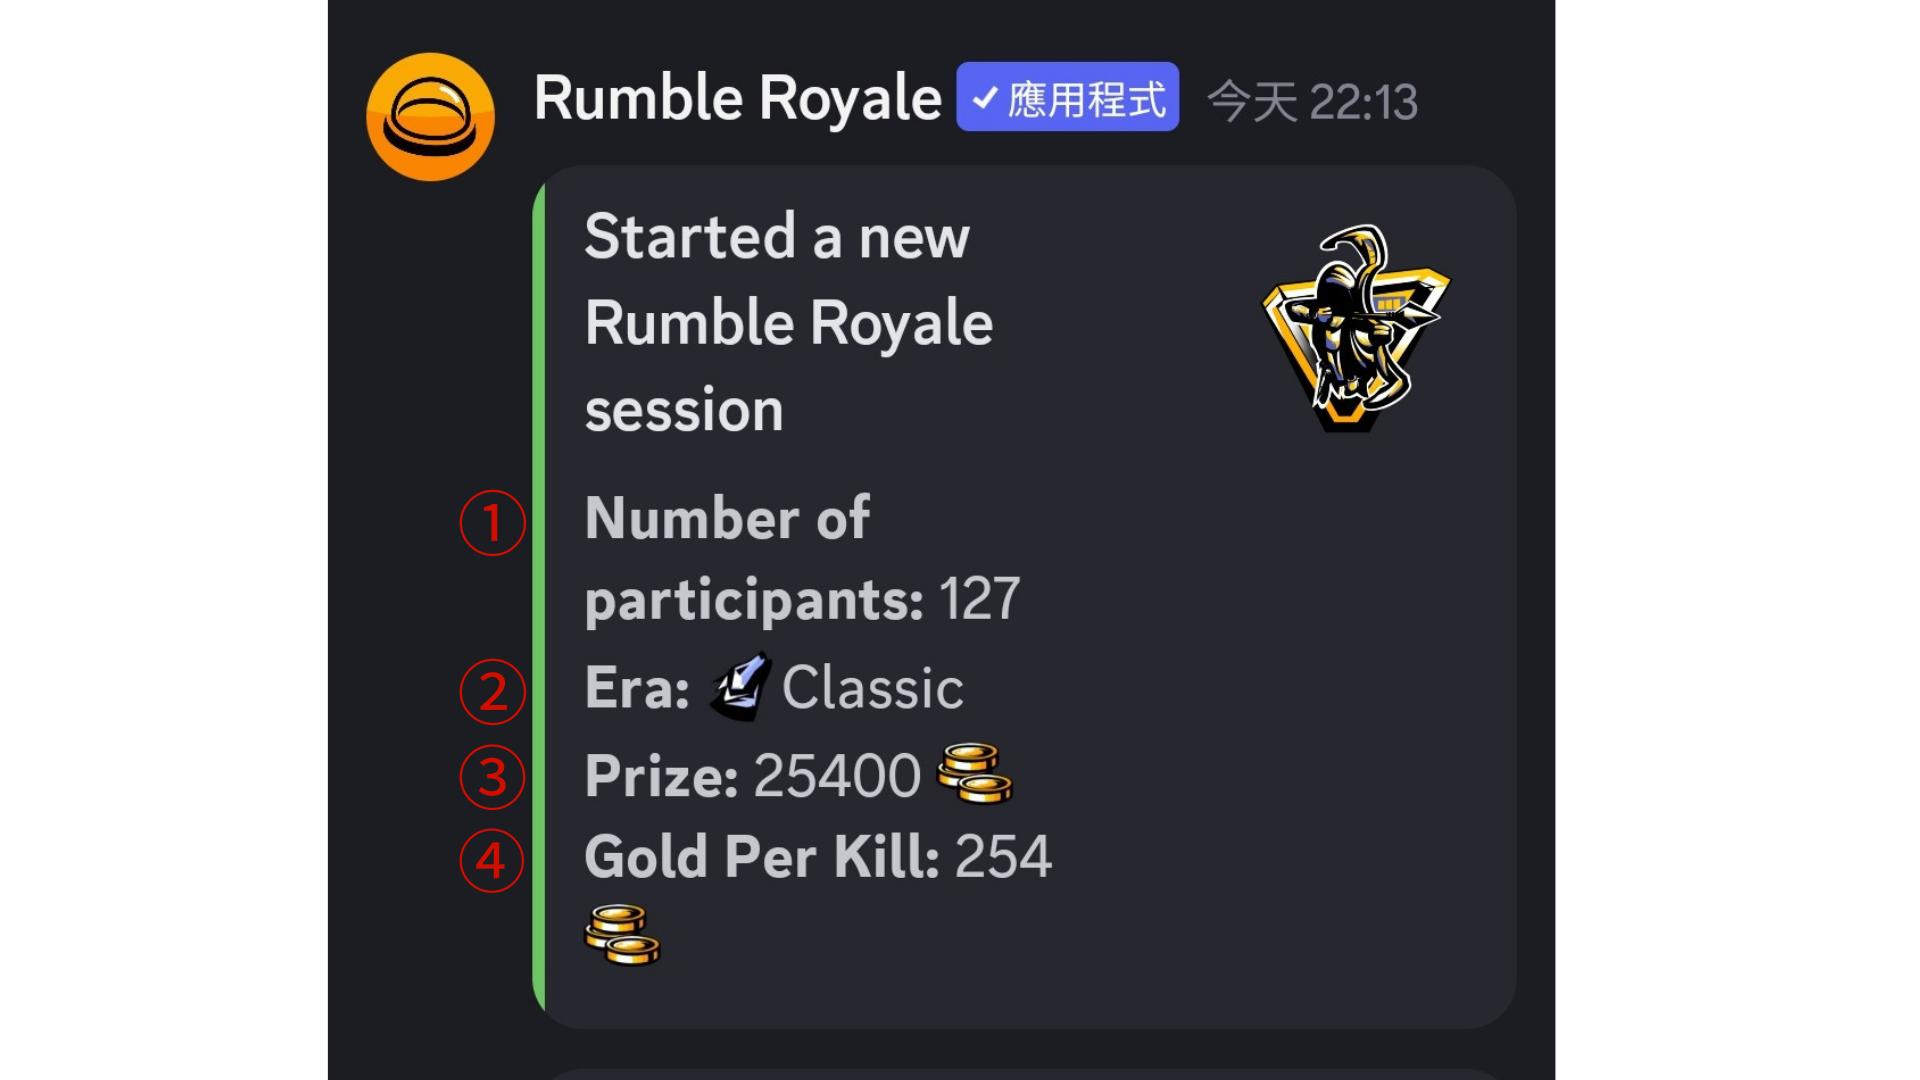 Rumble Royale ✓ 應用程式 今天 22:13
Started a new
Rumble Royale
session
① Number of
participants: 127
② Era: Classic
③ Prize: 25400
④ Gold Per Kill: 254